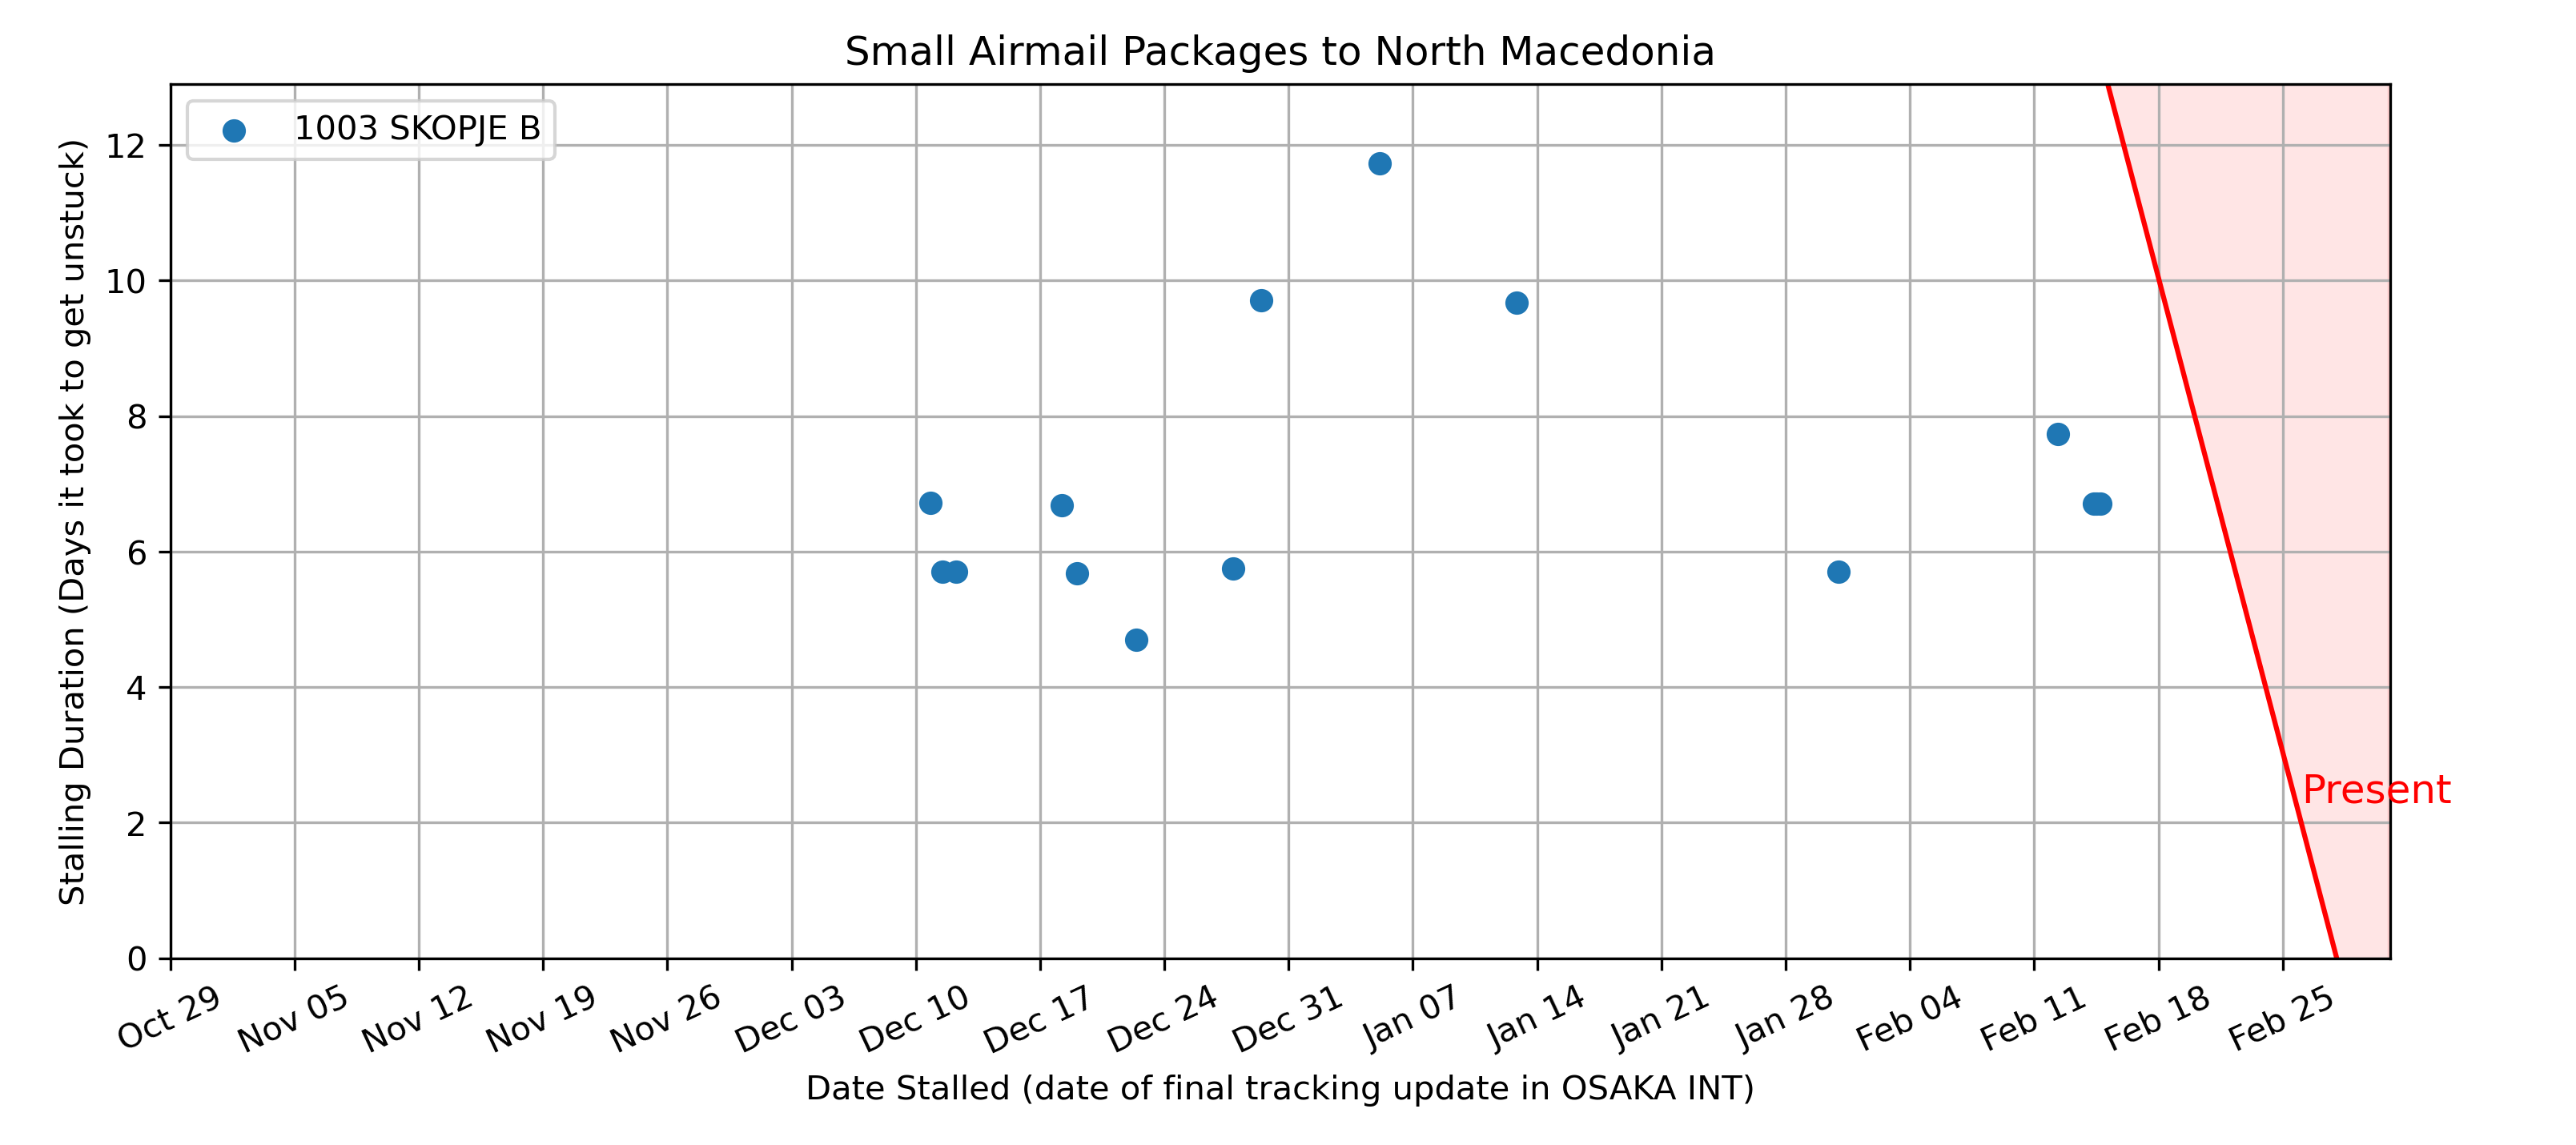 Small Airmail Packages to North Macedonia
1003 SKOPJE B
Stalling Duration (Days it took to get unstuck)
12
10
8
6
4
2
0
Present
Oct 29
Nov 05
Nov 12
Nov 19
Nov 26
Dec 03
Dec 10
Dec 17
Dec 24
Dec 31
Jan 07
Jan 14
Jan 21
Jan 28
Feb 04
Feb 11
Feb 18
Feb 25
Date Stalled (date of final tracking update in OSAKA INT)